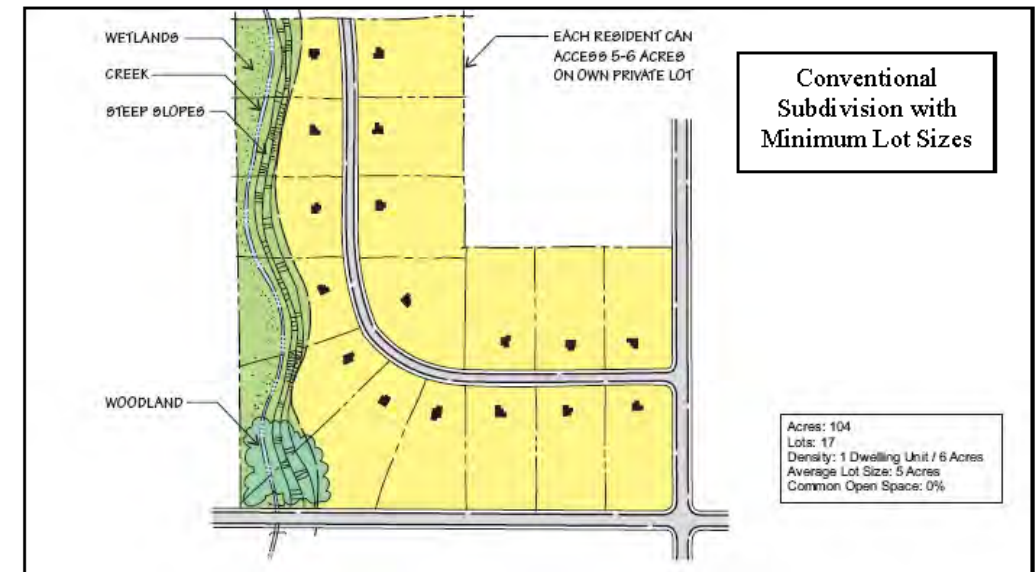 WETLANDS
CREEK
STEEP SLOPES
EACH RESIDENT CAN
ACCESS 5-6 ACRES
ON OWN PRIVATE LOT
Conventional
Subdivision with
Minimum Lot Sizes
WOODLAND
Acres: 104
Lots: 17
Density: 1 Dwelling Unit / 6 Acres
Average Lot Size: 5 Acres
Common Open Space: 0%